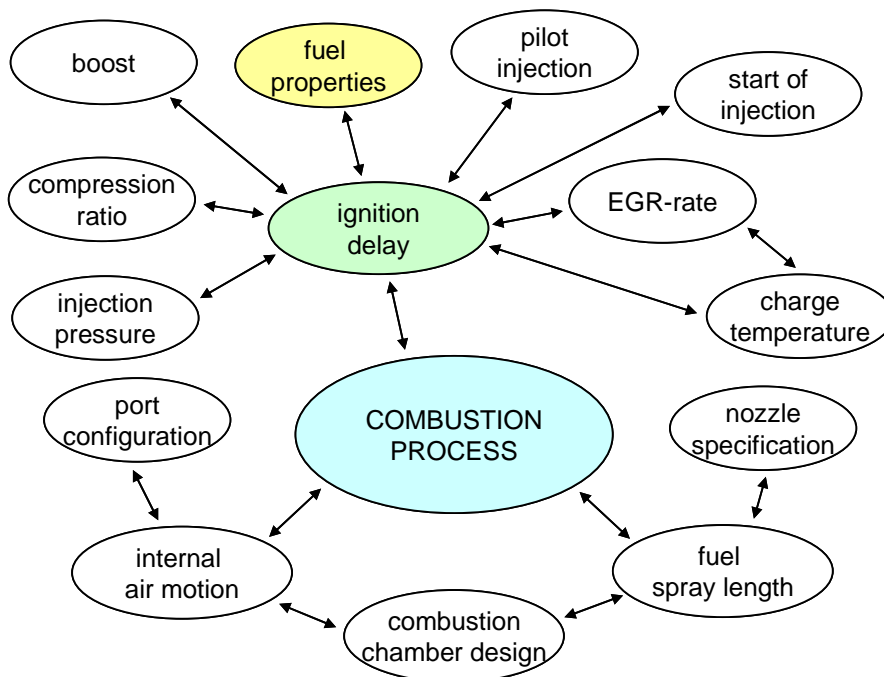 boost
fuel
properties
pilot
injection
start of
injection
compression
ratio
ignition
delay
EGR-rate
injection
pressure
charge
temperature
port
configuration
COMBUSTION
PROCESS
nozzle
specification
internal
air motion
fuel
spray length
combustion
chamber design